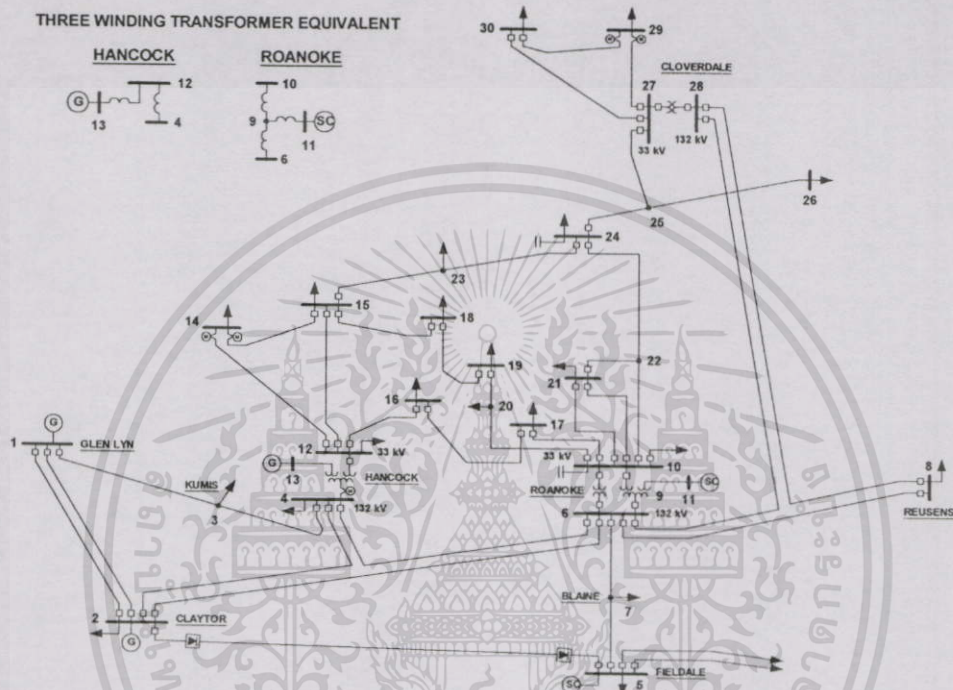 THREE WINDING TRANSFORMER EQUIVALENT
HANCOCK
ROANOKE
12
G
13
4
10
9
SC
11
6
30
29
CLOVERDALE
27
28
33 kV
132 kV
26
25
24
23
15
14
18
19
22
21
16
20
17
G
1
GLEN LYN
12
33 kV
G
13
HANCOCK
KUMIS
3
4
132 kV
33 kV
10
ROANOKE
9
11
SC
6
132 kV
8
REUSENS
BLAINE
7
2
CLAYTOR
G
FIELDALE
SC
5